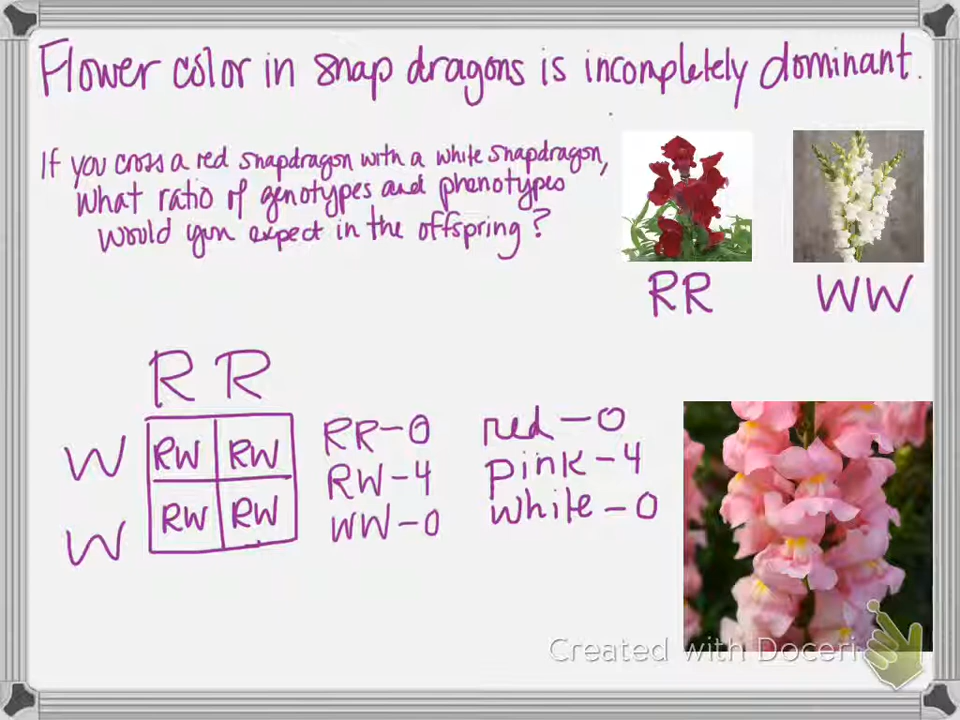 Flower color in snap dragons is incompletely dominant.
If you cross a red snapdragon with a white snapdragon,
what ratio of genotypes and phenotypes
would you expect in the offspring?
RR
WW
R R
W RW RW
W RW RW
RR-0
RW-4
WW-0
red-0
pink-4
white-0
Created with Doceri